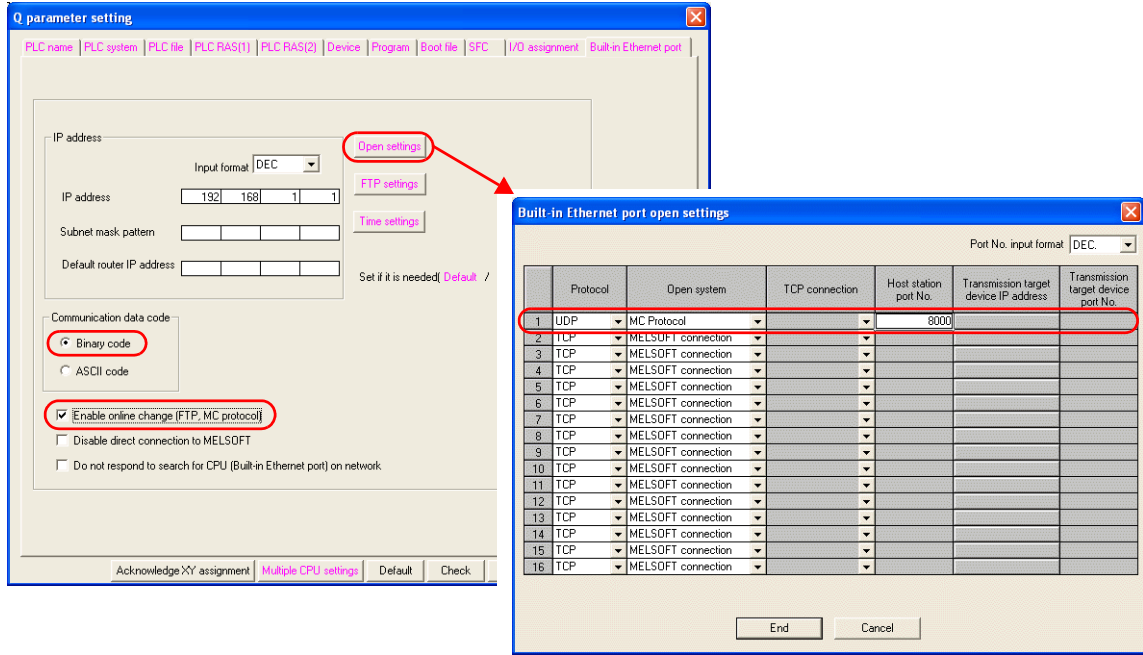 Q parameter setting
PLC name PLC system PLC file PLC RAS(1) PLC RAS(2) Device Program Boot file SFC I/O assignment Built-in Ethernet port
IP address
Input format DEC
IP address 192 168 1 1
Subnet mask pattern
Default router IP address
Open settings
FTP settings
Time settings
Set if it is needed( Default /
Communication data code
Binary code
ASCII code
Enable online change (FTP, MC protocol)
Disable direct connection to MELSOFT
Do not respond to search for CPU (Built-in Ethernet port) on network
Acknowledge XY assignment Multiple CPU settings Default Check
Built-in Ethernet port open settings
Port No. input format DEC.
Protocol Open system TCP connection Host station port No. Transmission target device IP address Transmission target device port No.
1 UDP MC Protocol 8000
2 TCP MELSOFT connection
3 TCP MELSOFT connection
4 TCP MELSOFT connection
5 TCP MELSOFT connection
6 TCP MELSOFT connection
7 TCP MELSOFT connection
8 TCP MELSOFT connection
9 TCP MELSOFT connection
10 TCP MELSOFT connection
11 TCP MELSOFT connection
12 TCP MELSOFT connection
13 TCP MELSOFT connection
14 TCP MELSOFT connection
15 TCP MELSOFT connection
16 TCP MELSOFT connection
End Cancel